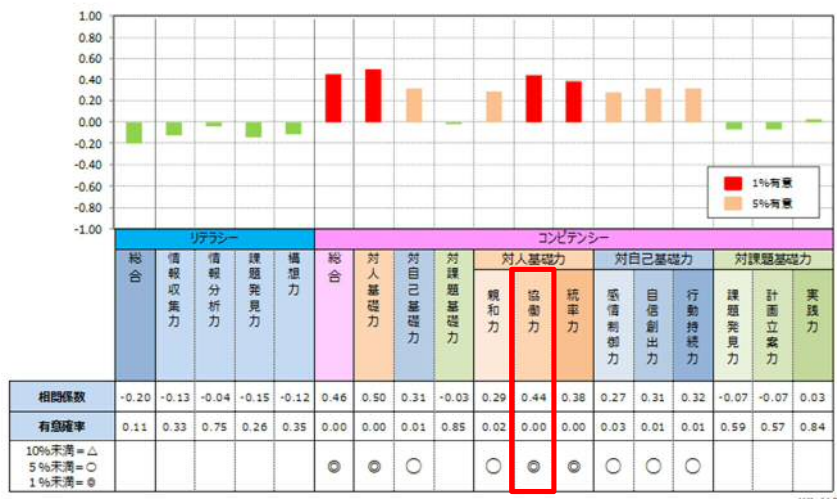 1.00
0.80
0.60
0.40
0.20
0.00
-0.20
-0.40
-0.60
-0.80
-1.00
1%有意
5%有意
リテラシー コンピテンシー
総合 情報収集力 情報分析力 課題発見力 構想力 総合 対人基礎力 対自己基礎力 対課題基礎力 対人基礎力 対自己基礎力 対課題基礎力
親和力 協働力 統率力 感情制御力 自信創出力 行動持続力 課題発見力 計画立案力 実践力
相関係数 -0.20 -0.13 -0.04 -0.15 -0.12 0.46 0.50 0.31 -0.03 0.29 0.44 0.38 0.27 0.31 0.32 -0.07 -0.07 0.03
有意確率 0.11 0.33 0.75 0.26 0.35 0.00 0.00 0.01 0.85 0.02 0.00 0.00 0.03 0.01 0.01 0.59 0.57 0.84
10%未満=△
5%未満=○
1%未満=◎
◎ ◎ ○ ○ ◎ ◎ ○ ○ ○